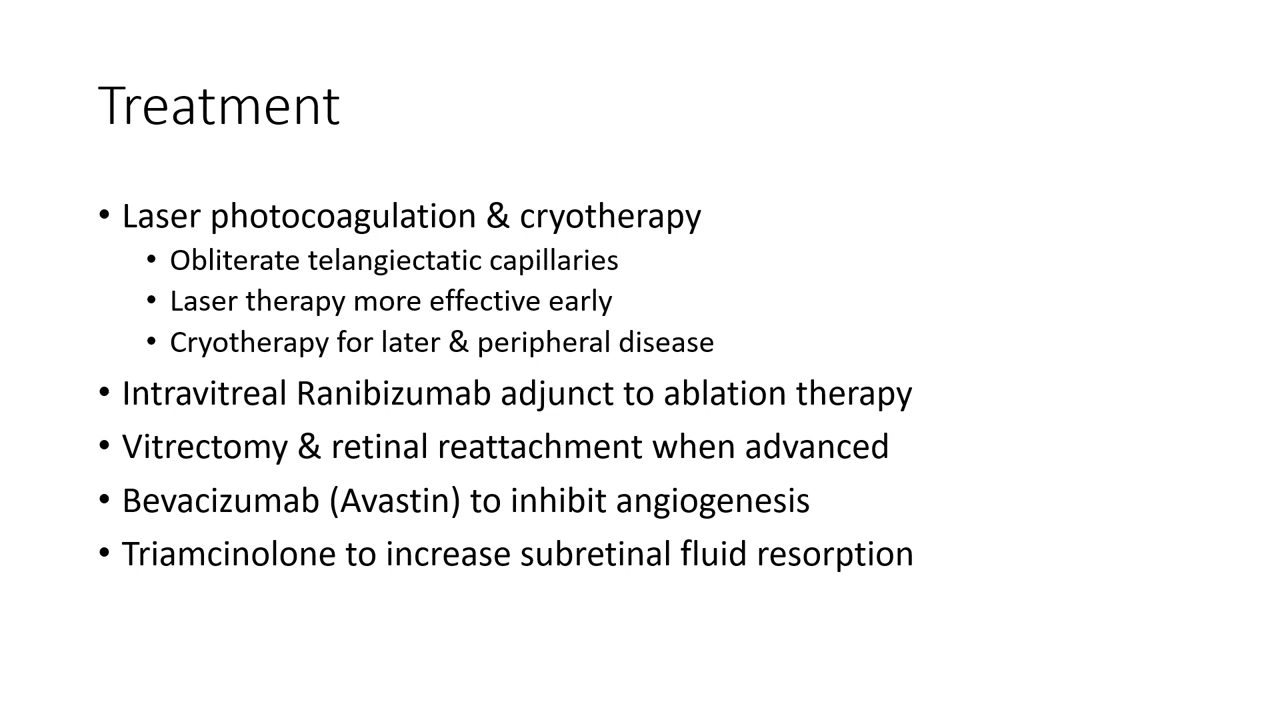 Treatment
• Laser photocoagulation & cryotherapy
• Obliterate telangiectatic capillaries
• Laser therapy more effective early
• Cryotherapy for later & peripheral disease
• Intravitreal Ranibizumab adjunct to ablation therapy
• Vitrectomy & retinal reattachment when advanced
• Bevacizumab (Avastin) to inhibit angiogenesis
• Triamcinolone to increase subretinal fluid resorption